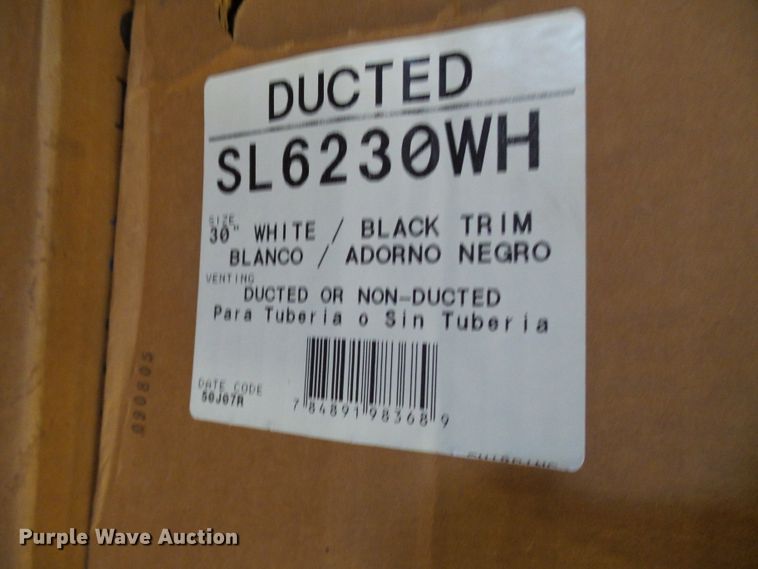 DUCTED
SL6230WH
SIZE
30" WHITE / BLACK TRIM
BLANCO / ADORNO NEGRO
VENTING
DUCTED OR NON-DUCTED
Para Tuberia o Sin Tuberia
DATE CODE
50J07R
7 84891 98368 9
090805
Purple Wave Auction